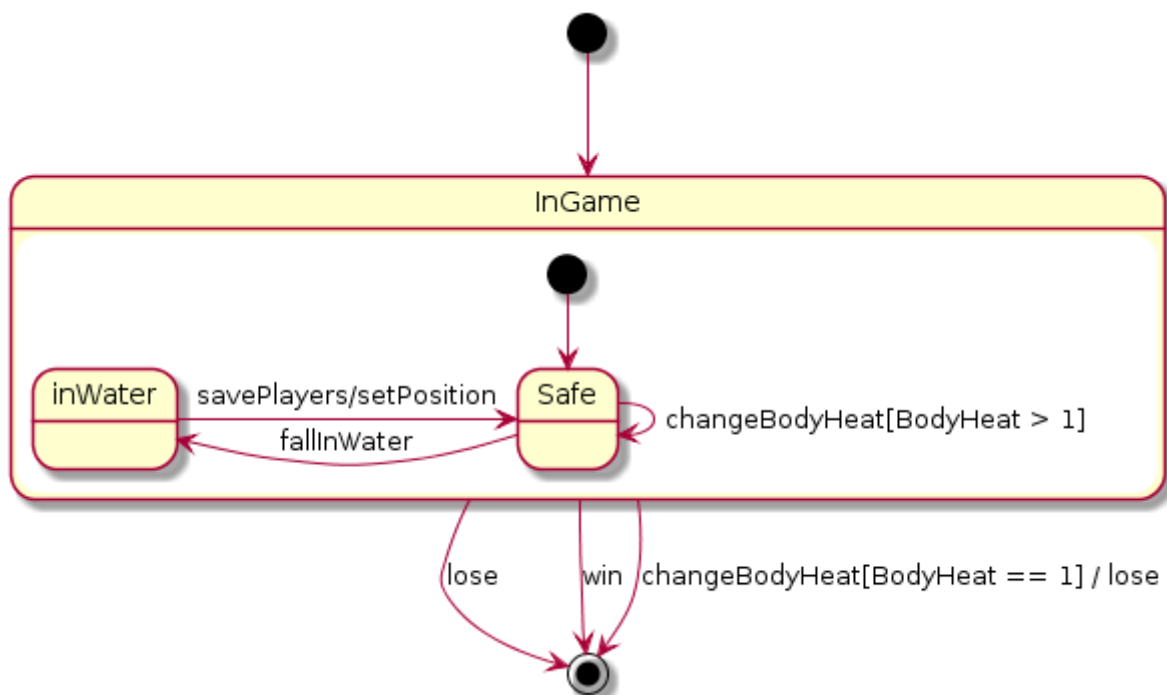 InGame
inWater
savePlayers/setPosition
Safe
changeBodyHeat[BodyHeat > 1]
fallInWater
lose
win
changeBodyHeat[BodyHeat == 1] / lose